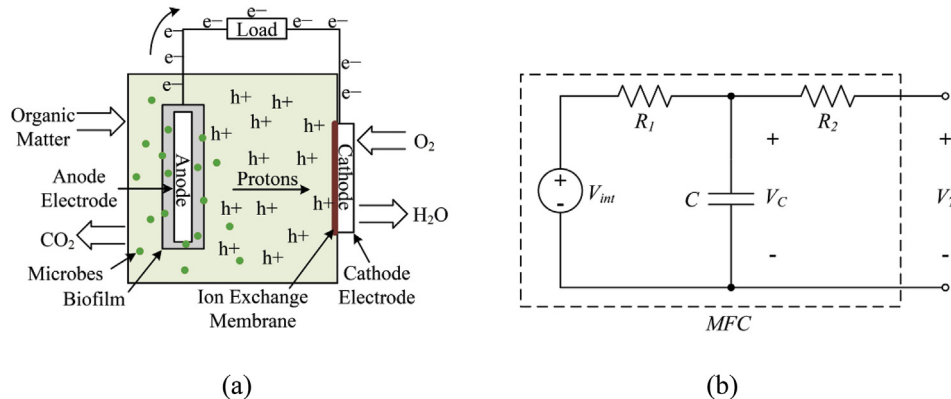 e− e− e−
e− Load e−
e− e−
e− e−
e− e−
h+ h+
h+ h+
Organic
Matter
h+ h+
h+ h+
O2
Anode
Electrode
Anode
Protons
Cathode
h+ h+
h+
H2O
CO2
h+ h+ h+
h+
Microbes
Biofilm
Ion Exchange
Membrane
Cathode
Electrode
(a)
R1
R2
+
-
Vint
C
+
VC
-
+
-
MFC
(b)